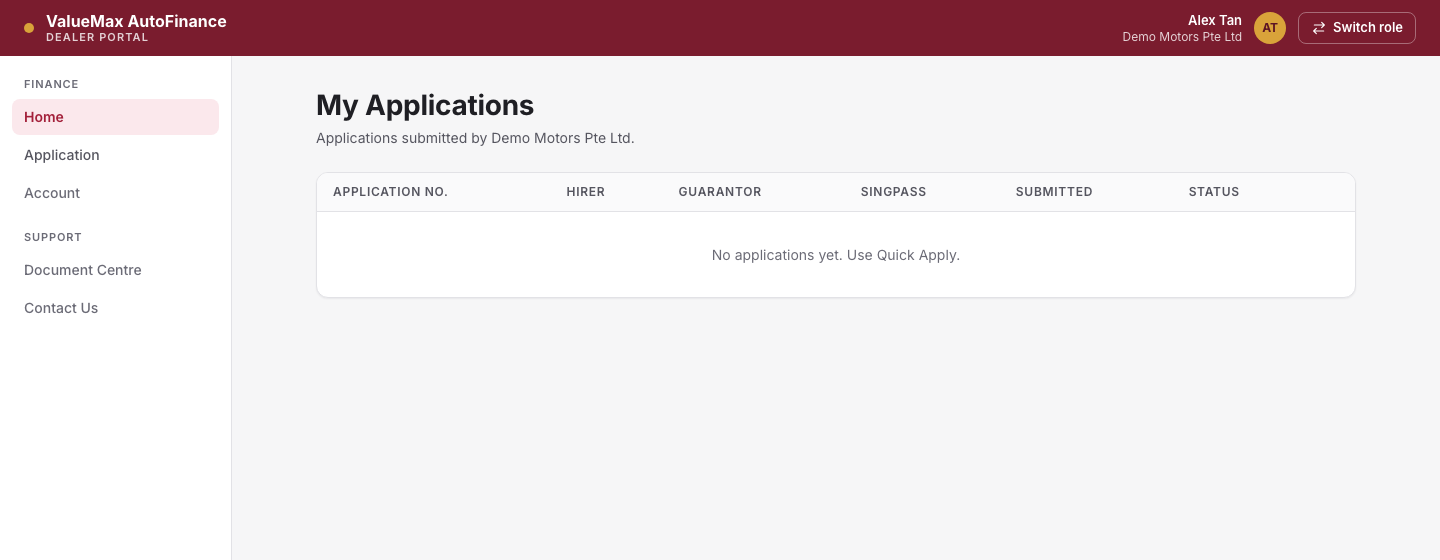 ValueMax AutoFinance
DEALER PORTAL
Alex Tan
Demo Motors Pte Ltd
AT
Switch role
FINANCE
Home
Application
Account
SUPPORT
Document Centre
Contact Us
My Applications
Applications submitted by Demo Motors Pte Ltd.
APPLICATION NO. HIRER GUARANTOR SINGPASS SUBMITTED STATUS
No applications yet. Use Quick Apply.